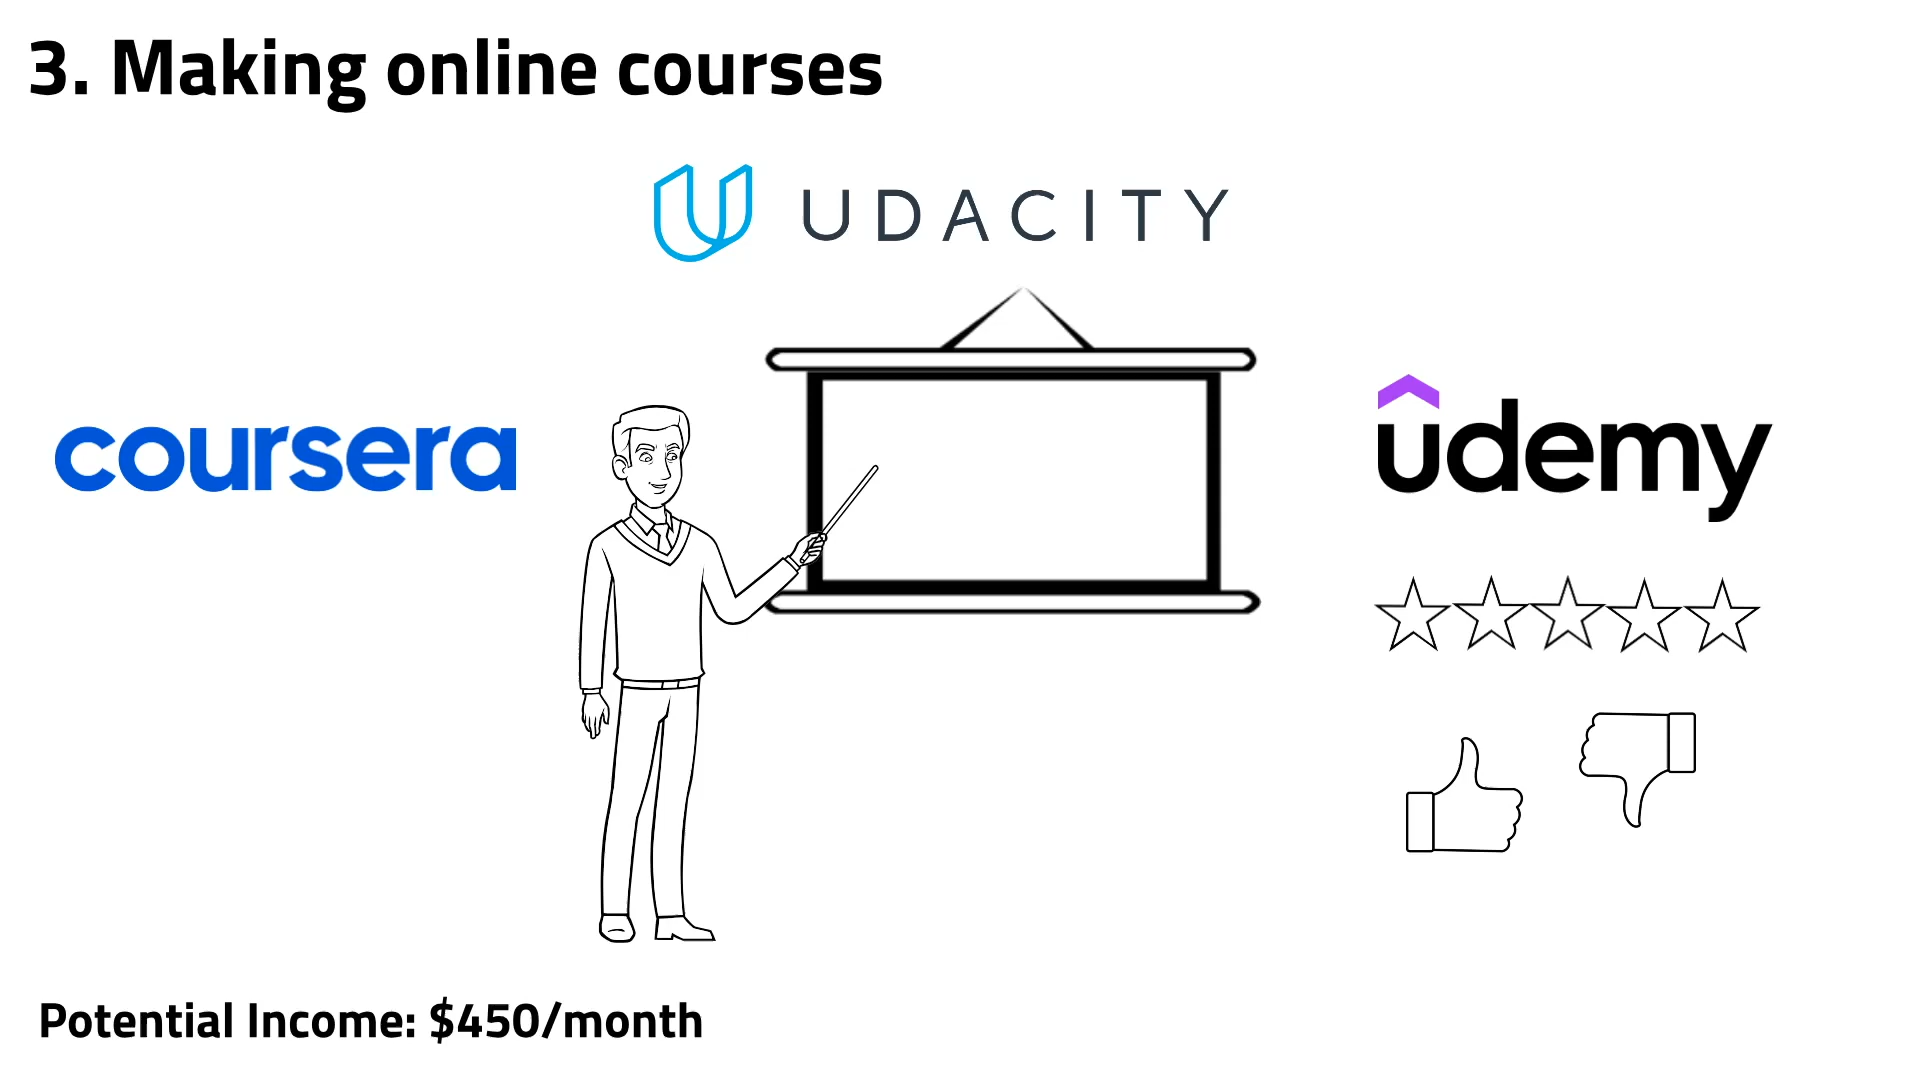 3. Making online courses
UDACITY
coursera
udemy
Potential Income: $450/month